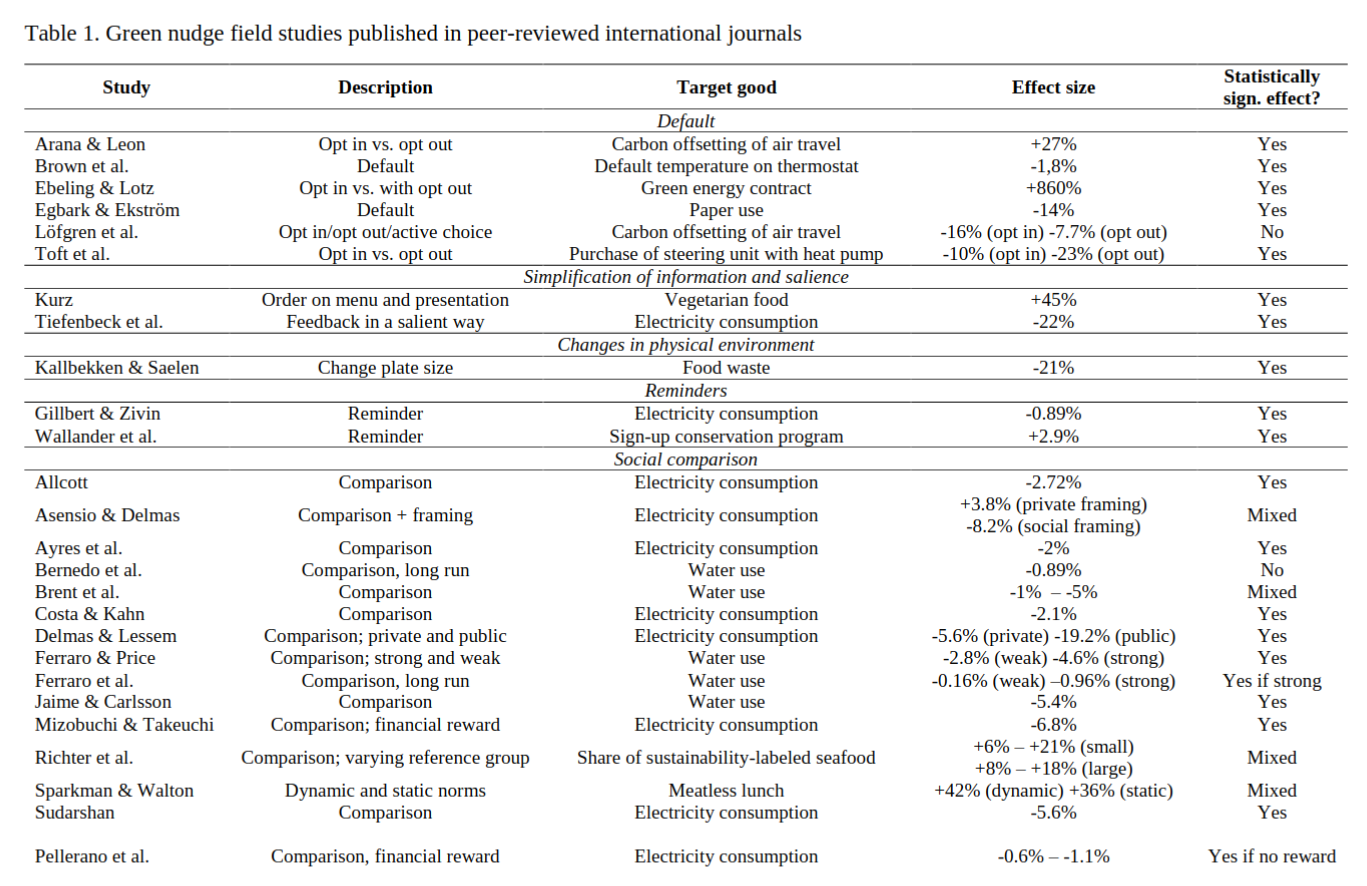 Table 1. Green nudge field studies published in peer-reviewed international journals
Study Description Target good Effect size Statistically sign. effect?
Default
Arana & Leon Opt in vs. opt out Carbon offsetting of air travel +27% Yes
Brown et al. Default Default temperature on thermostat -1,8% Yes
Ebeling & Lotz Opt in vs. with opt out Green energy contract +860% Yes
Egbark & Ekström Default Paper use -14% Yes
Löfgren et al. Opt in/opt out/active choice Carbon offsetting of air travel -16% (opt in) -7.7% (opt out) No
Toft et al. Opt in vs. opt out Purchase of steering unit with heat pump -10% (opt in) -23% (opt out) Yes
Simplification of information and salience
Kurz Order on menu and presentation Vegetarian food +45% Yes
Tiefenbeck et al. Feedback in a salient way Electricity consumption -22% Yes
Changes in physical environment
Kallbekken & Saelen Change plate size Food waste -21% Yes
Reminders
Gillbert & Zivin Reminder Electricity consumption -0.89% Yes
Wallander et al. Reminder Sign-up conservation program +2.9% Yes
Social comparison
Allcott Comparison Electricity consumption -2.72% Yes
Asensio & Delmas Comparison + framing Electricity consumption +3.8% (private framing) -8.2% (social framing) Mixed
Ayres et al. Comparison Electricity consumption -2% Yes
Bernedo et al. Comparison, long run Water use -0.89% No
Brent et al. Comparison Water use -1% – -5% Mixed
Costa & Kahn Comparison Electricity consumption -2.1% Yes
Delmas & Lessem Comparison; private and public Electricity consumption -5.6% (private) -19.2% (public) Yes
Ferraro & Price Comparison; strong and weak Water use -2.8% (weak) -4.6% (strong) Yes
Ferraro et al. Comparison, long run Water use -0.16% (weak) –0.96% (strong) Yes if strong
Jaime & Carlsson Comparison Water use -5.4% Yes
Mizobuchi & Takeuchi Comparison; financial reward Electricity consumption -6.8% Yes
Richter et al. Comparison; varying reference group Share of sustainability-labeled seafood +6% – +21% (small) +8% – +18% (large) Mixed
Sparkman & Walton Dynamic and static norms Meatless lunch +42% (dynamic) +36% (static) Mixed
Sudarshan Comparison Electricity consumption -5.6% Yes
Pellerano et al. Comparison, financial reward Electricity consumption -0.6% – -1.1% Yes if no reward